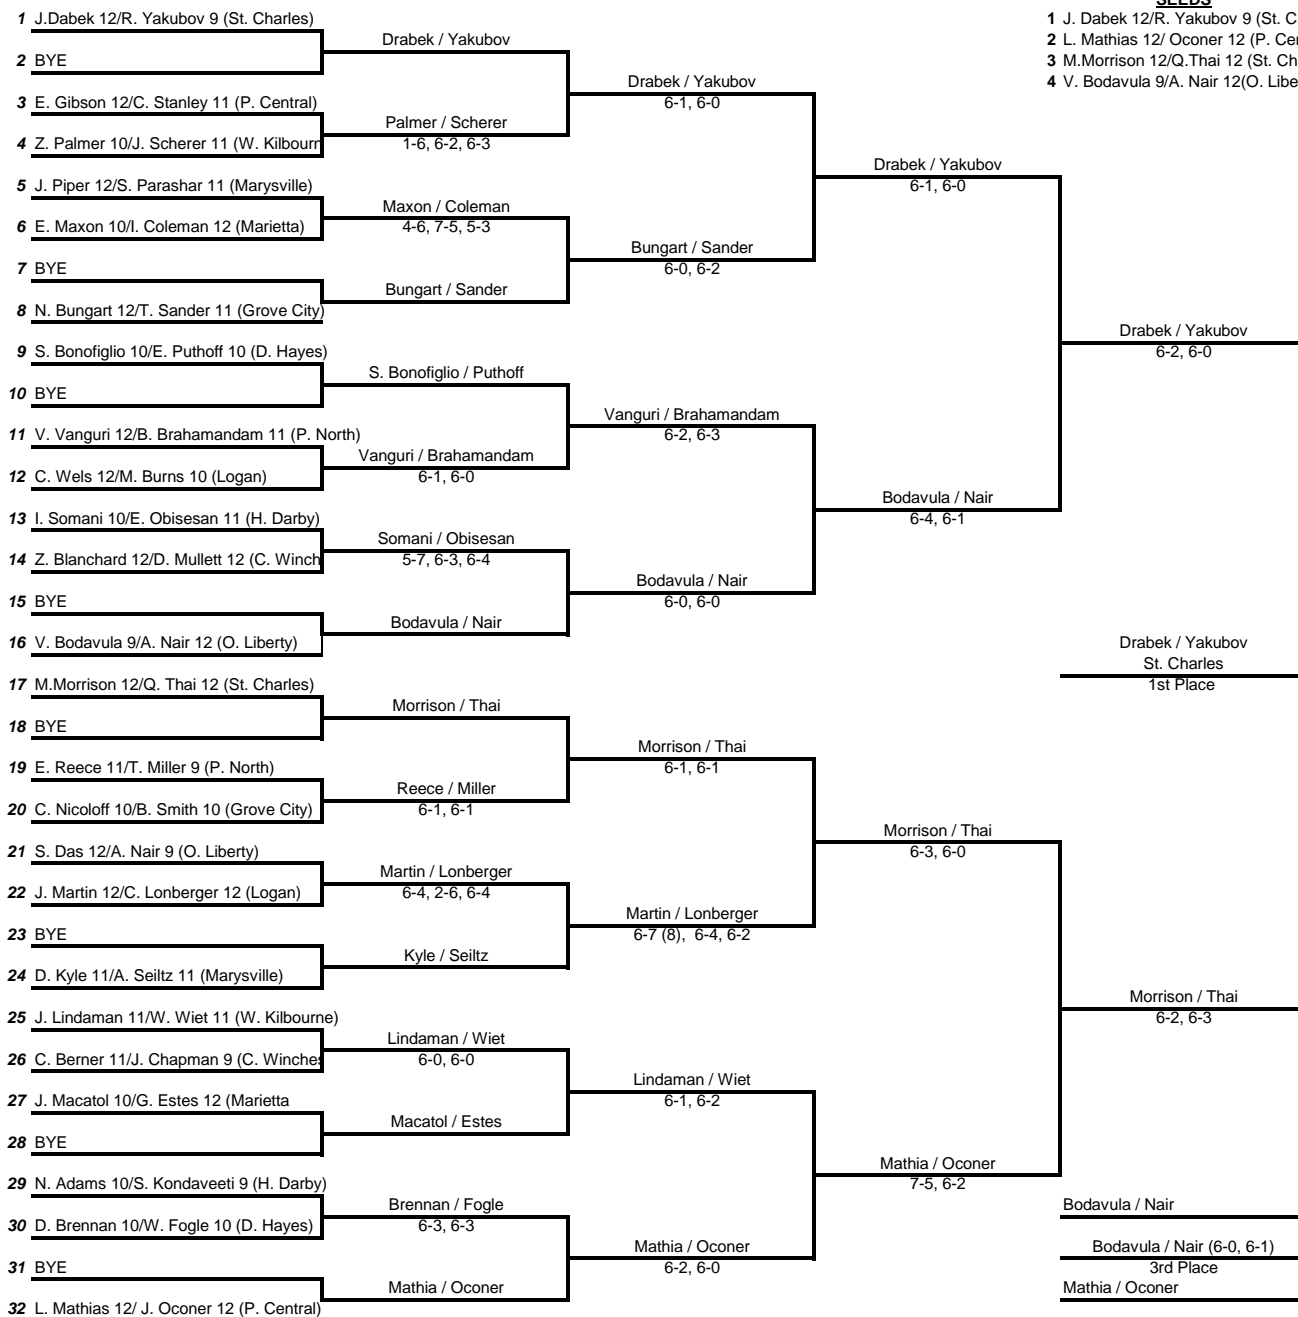 SEEDS
1 J. Dabek 12/R. Yakubov 9 (St. C
2 L. Mathias 12/ Oconer 12 (P. Cer
3 M.Morrison 12/Q.Thai 12 (St. Ch
4 V. Bodavula 9/A. Nair 12(O. Libe
1 J.Dabek 12/R. Yakubov 9 (St. Charles)
2 BYE
3 E. Gibson 12/C. Stanley 11 (P. Central)
4 Z. Palmer 10/J. Scherer 11 (W. Kilbourn
5 J. Piper 12/S. Parashar 11 (Marysville)
6 E. Maxon 10/I. Coleman 12 (Marietta)
7 BYE
8 N. Bungart 12/T. Sander 11 (Grove City)
9 S. Bonofiglio 10/E. Puthoff 10 (D. Hayes)
10 BYE
11 V. Vanguri 12/B. Brahamandam 11 (P. North)
12 C. Wels 12/M. Burns 10 (Logan)
13 I. Somani 10/E. Obisesan 11 (H. Darby)
14 Z. Blanchard 12/D. Mullett 12 (C. Winch
15 BYE
16 V. Bodavula 9/A. Nair 12 (O. Liberty)
17 M.Morrison 12/Q. Thai 12 (St. Charles)
18 BYE
19 E. Reece 11/T. Miller 9 (P. North)
20 C. Nicoloff 10/B. Smith 10 (Grove City)
21 S. Das 12/A. Nair 9 (O. Liberty)
22 J. Martin 12/C. Lonberger 12 (Logan)
23 BYE
24 D. Kyle 11/A. Seiltz 11 (Marysville)
25 J. Lindaman 11/W. Wiet 11 (W. Kilbourne)
26 C. Berner 11/J. Chapman 9 (C. Winches
27 J. Macatol 10/G. Estes 12 (Marietta
28 BYE
29 N. Adams 10/S. Kondaveeti 9 (H. Darby)
30 D. Brennan 10/W. Fogle 10 (D. Hayes)
31 BYE
32 L. Mathias 12/ J. Oconer 12 (P. Central)
Drabek / Yakubov
Palmer / Scherer
1-6, 6-2, 6-3
Maxon / Coleman
4-6, 7-5, 5-3
Bungart / Sander
S. Bonofiglio / Puthoff
Vanguri / Brahamandam
6-1, 6-0
Somani / Obisesan
5-7, 6-3, 6-4
Bodavula / Nair
Morrison / Thai
Reece / Miller
6-1, 6-1
Martin / Lonberger
6-4, 2-6, 6-4
Kyle / Seiltz
Lindaman / Wiet
6-0, 6-0
Macatol / Estes
Brennan / Fogle
6-3, 6-3
Mathia / Oconer
Drabek / Yakubov
6-1, 6-0
Bungart / Sander
6-0, 6-2
Vanguri / Brahamandam
6-2, 6-3
Bodavula / Nair
6-0, 6-0
Morrison / Thai
6-1, 6-1
Martin / Lonberger
6-7 (8), 6-4, 6-2
Lindaman / Wiet
6-1, 6-2
Mathia / Oconer
6-2, 6-0
Drabek / Yakubov
6-1, 6-0
Bodavula / Nair
6-4, 6-1
Morrison / Thai
6-3, 6-0
Mathia / Oconer
7-5, 6-2
Drabek / Yakubov
6-2, 6-0
Drabek / Yakubov
St. Charles
1st Place
Morrison / Thai
6-2, 6-3
Bodavula / Nair
Bodavula / Nair (6-0, 6-1)
3rd Place
Mathia / Oconer